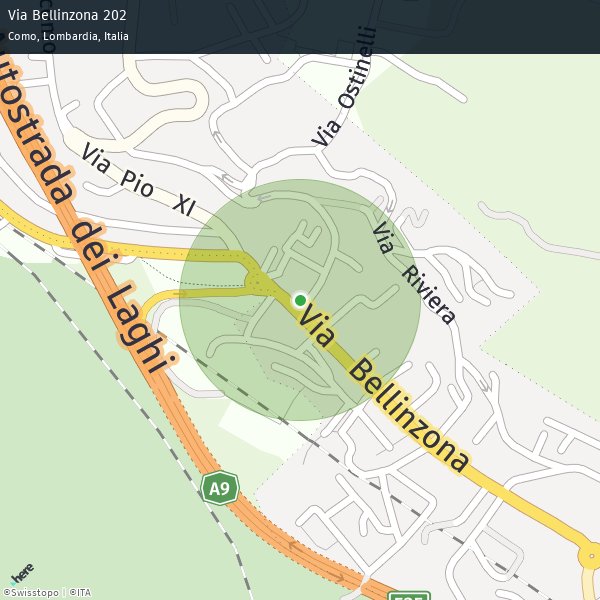 Via Bellinzona 202
Como, Lombardia, Italia
Via Ostinelli
Via Pio XI
Autostrada dei Laghi
Via Riviera
Via Bellinzona
A9
here
©Swisstopo | ©ITA